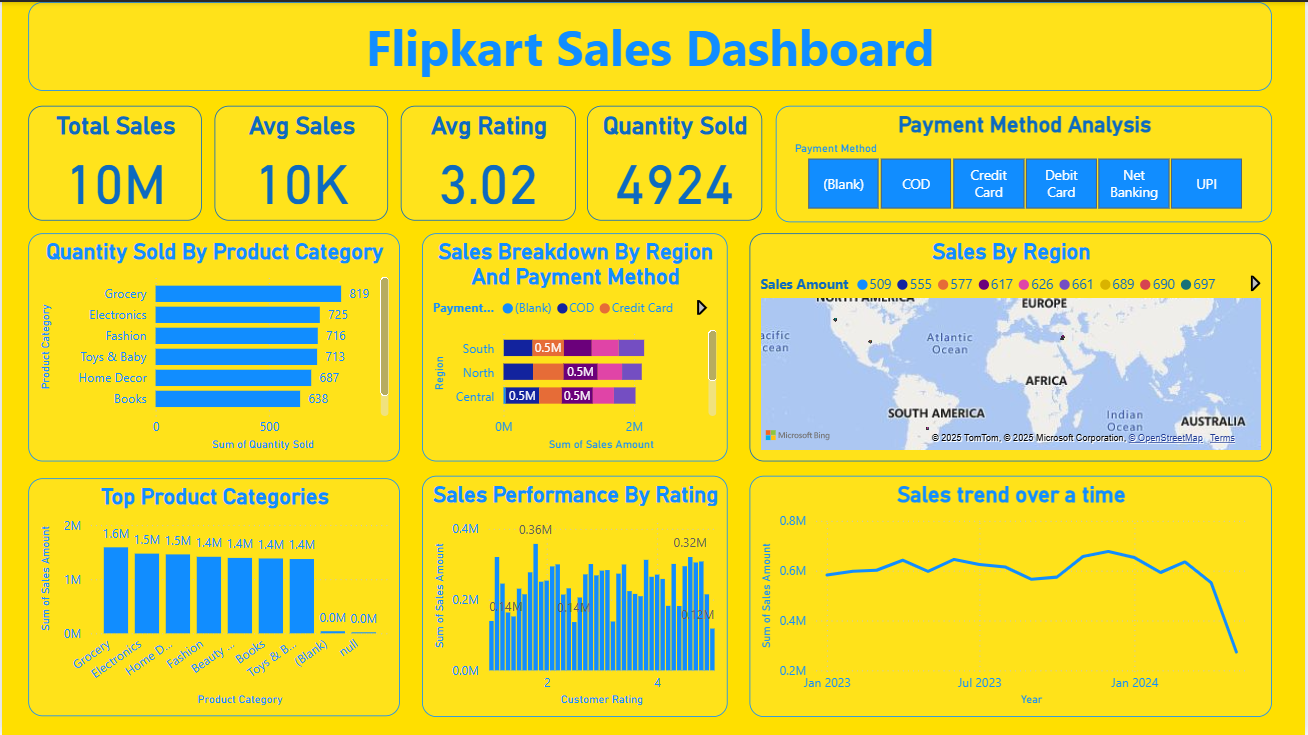 Flipkart Sales Dashboard
Total Sales
10M
Avg Sales
10K
Avg Rating
3.02
Quantity Sold
4924
Payment Method Analysis
Payment Method
(Blank)
COD
Credit
Card
Debit
Card
Net
Banking
UPI
Quantity Sold By Product Category
Product Category
Grocery 819
Electronics 725
Fashion 716
Toys & Baby 713
Home Decor 687
Books 638
0 500
Sum of Quantity Sold
Sales Breakdown By Region
And Payment Method
Payment... (Blank) COD Credit Card
Region
South 0.5M
North 0.5M
Central 0.5M 0.5M
0M 2M
Sum of Sales Amount
Sales By Region
Sales Amount 509 555 577 617 626 661 689 690 697
NORTH AMERICA
EUROPE
acific
cean
Atlantic
Ocean
AFRICA
SOUTH AMERICA
Indian
Ocean
AUSTRALIA
Microsoft Bing
© 2025 TomTom, © 2025 Microsoft Corporation, © OpenStreetMap Terms
Top Product Categories
Sum of Sales Amount
2M
1M
0M
1.6M 1.5M 1.5M 1.4M 1.4M 1.4M 1.4M 0.0M 0.0M
Grocery
Electronics
Home D...
Fashion
Beauty ...
Books
Toys & B...
(Blank)
null
Product Category
Sales Performance By Rating
Sum of Sales Amount
0.4M
0.2M
0.0M
0.36M
0.32M
0.14M
0.14M
0.12M
2 4
Customer Rating
Sales trend over a time
Sum of Sales Amount
0.8M
0.6M
0.4M
0.2M
Jan 2023 Jul 2023 Jan 2024
Year